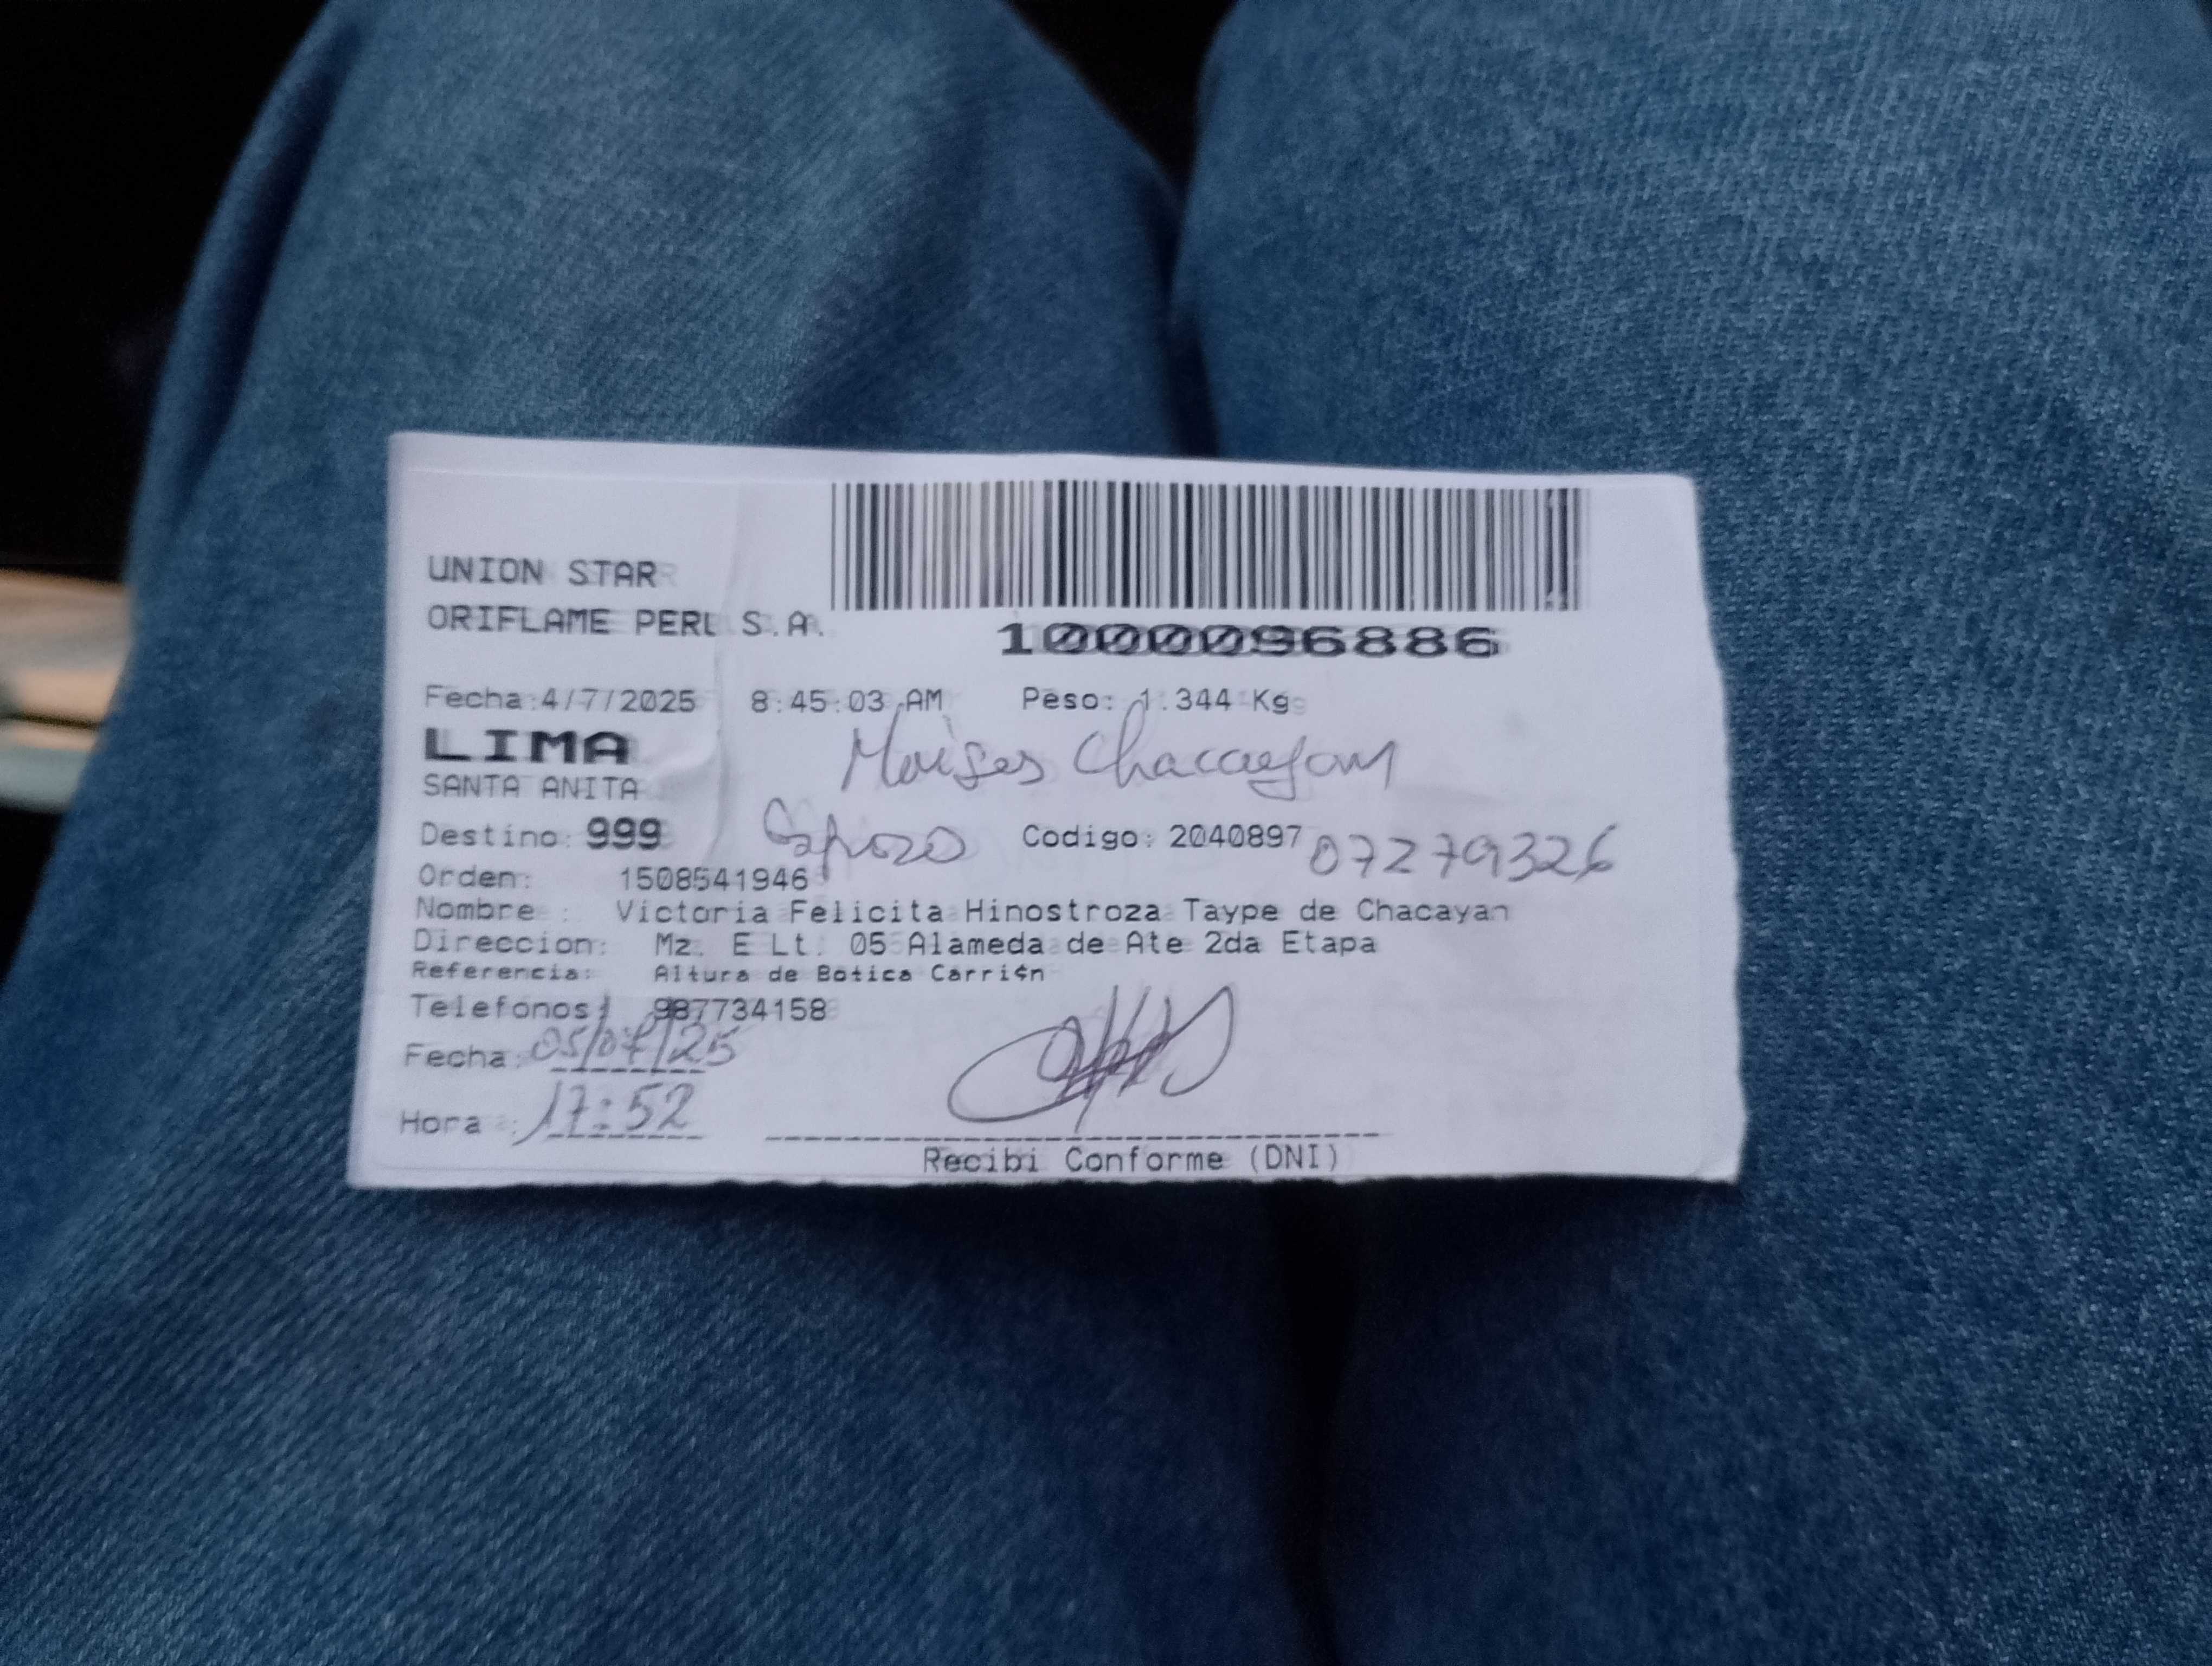 UNION STAR
ORIFLAME PERU S.A.
1000096886
Fecha:4/7/2025 8:45:03 AM Peso: 1.344 Kg
LIMA
Moises Chacayan
SANTA ANITA
Destino: 999 Esposo Codigo: 2040897 07279326
Orden: 1508541946
Nombre : Victoria Felicita Hinostroza Taype de Chacayan
Direccion: Mz. E Lt. 05 Alameda de Ate 2da Etapa
Referencia: Altura de Botica Carri¢n
Telefonos: 987734158
Fecha: 05/07/25
Hora : 17:52
Recibi Conforme (DNI)